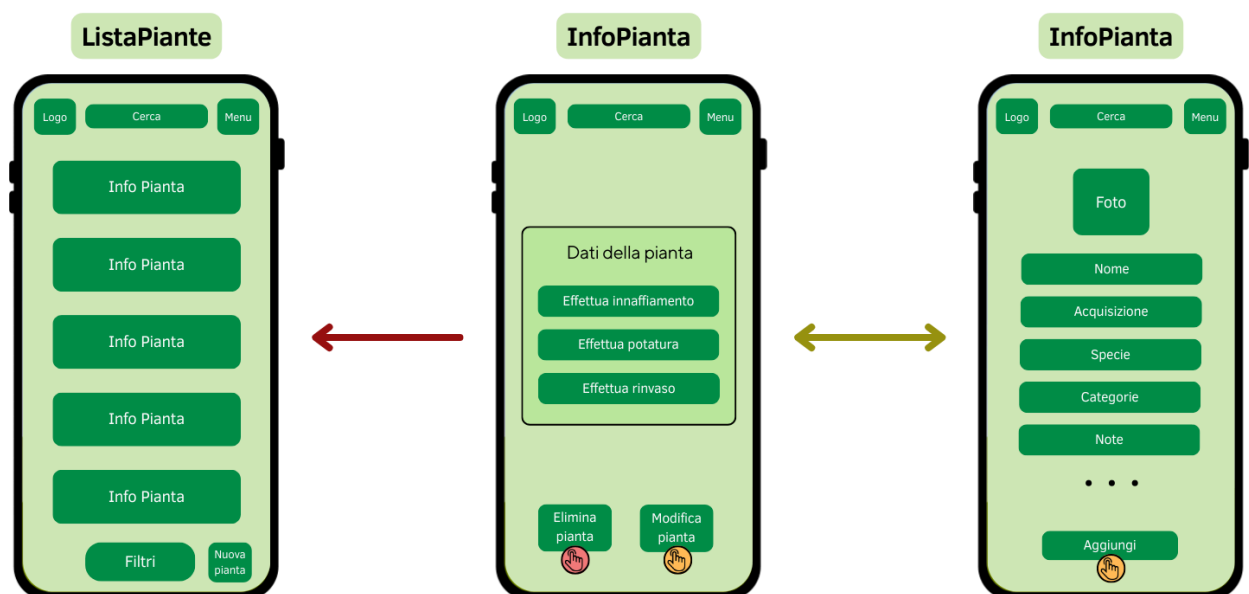 ListaPiante
Logo
Cerca
Menu
Info Pianta
Info Pianta
Info Pianta
Info Pianta
Info Pianta
Filtri
Nuova
pianta
InfoPianta
Logo
Cerca
Menu
Dati della pianta
Effettua innaffiamento
Effettua potatura
Effettua rinvaso
Elimina
pianta
Modifica
pianta
InfoPianta
Logo
Cerca
Menu
Foto
Nome
Acquisizione
Specie
Categorie
Note
• • •
Aggiungi